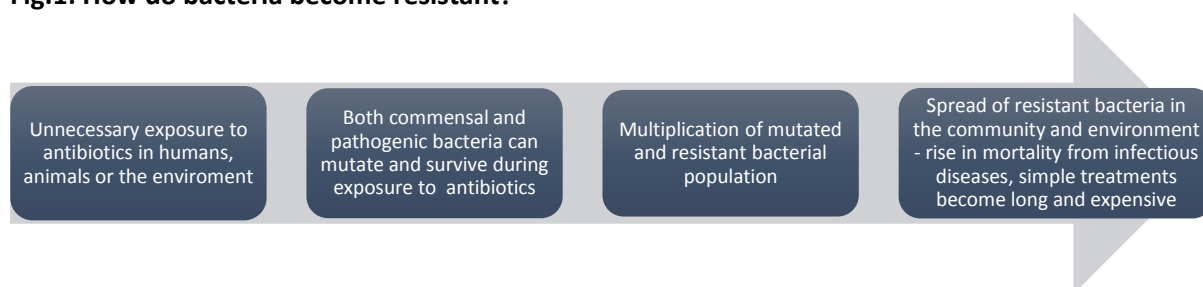 Fig.1. How do bacteria become resistant?
Unnecessary exposure to
antibiotics in humans,
animals or the enviroment
Both commensal and
pathogenic bacteria can
mutate and survive during
exposure to antibiotics
Multiplication of mutated
and resistant bacterial
population
Spread of resistant bacteria in
the community and environment
- rise in mortality from infectious
diseases, simple treatments
become long and expensive